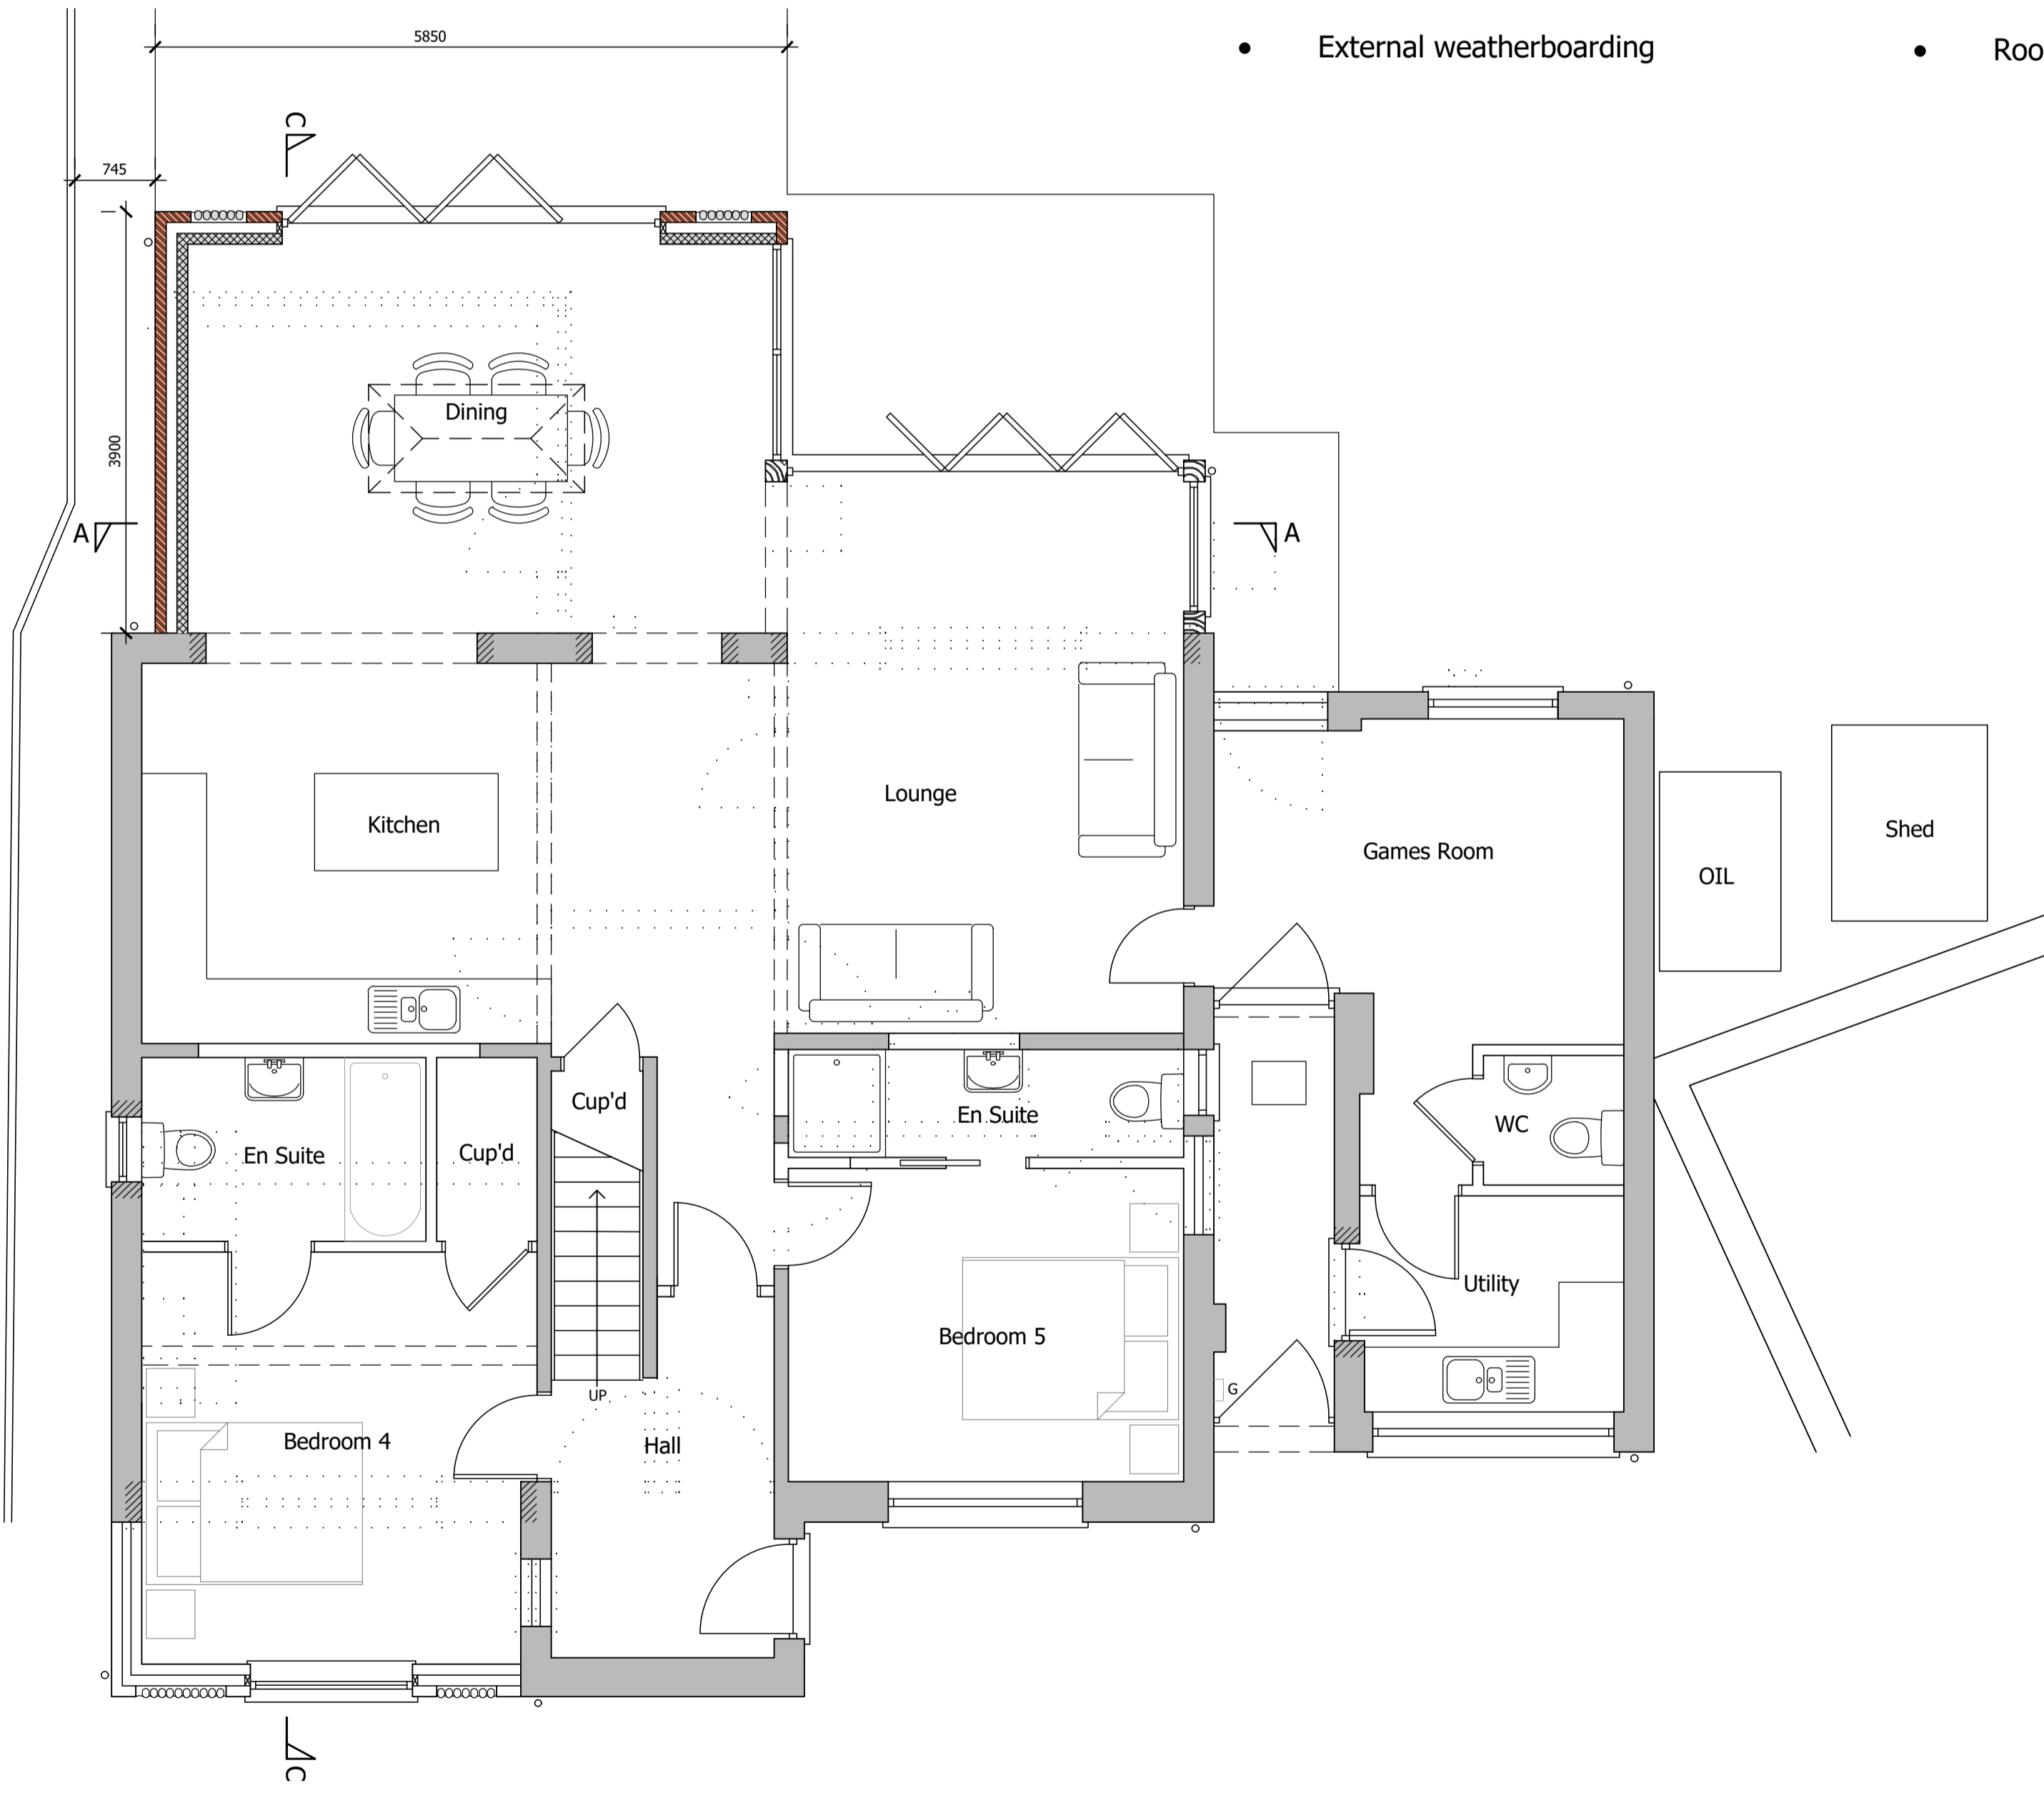 5850
• External weatherboarding
• Roo
C
745
Dining
3900
A
A
Lounge
Kitchen
Games Room
Shed
OIL
Cup'd
En Suite
WC
Cup'd
En Suite
Utility
Bedroom 5
G
UP
Bedroom 4
Hall
C